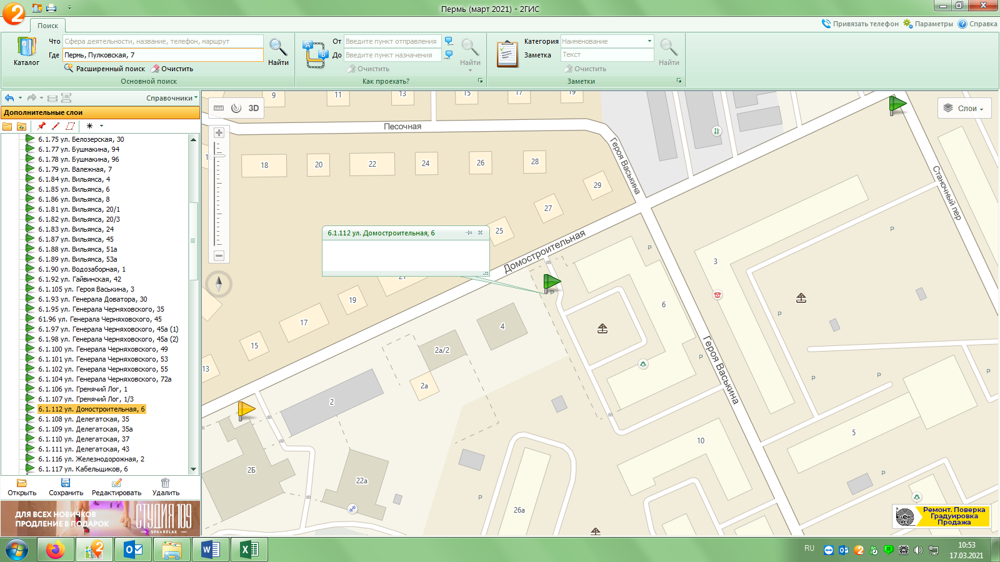 Пермь (март 2021) - 2ГИС
Поиск
Привязать телефон
Параметры
Справка
Каталог
Что
Сфера деятельности, название, телефон, маршрут
Где
Пермь, Пулковская, 7
Расширенный поиск
Очистить
Найти
Основной поиск
От
Введите пункт отправления
До
Введите пункт назначения
Очистить
Найти
Как проехать?
Категория
Наименование
Заметка
Текст
Очистить
Найти
Заметки
Справочники
Дополнительные слои
6.1.75 ул. Белозерская, 30
6.1.77 ул. Бушмакина, 94
6.1.78 ул. Бушмакина, 96
6.1.79 ул. Валежная, 7
6.1.84 ул. Вильямса, 4
6.1.85 ул. Вильямса, 6
6.1.86 ул. Вильямса, 8
6.1.81 ул. Вильямса, 20/1
6.1.82 ул. Вильямса, 20/3
6.1.83 ул. Вильямса, 24
6.1.87 ул. Вильямса, 45
6.1.88 ул. Вильямса, 51а
6.1.89 ул. Вильямса, 53а
6.1.90 ул. Водозаборная, 1
6.1.92 ул. Гайвинская, 42
6.1.105 ул. Героя Васькина, 3
6.1.93 ул. Генерала Доватора, 30
6.1.95 ул. Генерала Черняховского, 35
61.96 ул. Генерала Черняховского, 45
6.1.97 ул. Генерала Черняховского, 45а (1)
6.1.98 ул. Генерала Черняховского, 45а (2)
6.1.100 ул. Генерала Черняховского, 49
6.1.101 ул. Генерала Черняховского, 53
6.1.102 ул. Генерала Черняховского, 55
6.1.104 ул. Генерала Черняховского, 72а
6.1.106 ул. Гремячий Лог, 1
6.1.107 ул. Гремячий Лог, 1/3
6.1.112 ул. Домостроительная, 6
6.1.108 ул. Делегатская, 35
6.1.109 ул. Делегатская, 35а
6.1.110 ул. Делегатская, 37
6.1.111 ул. Делегатская, 43
6.1.116 ул. Железнодорожная, 2
6.1.117 ул. Кабельщиков, 6
Открыть
Сохранить
Редактировать
Удалить
ДЛЯ ВСЕХ НОВИЧКОВ
ПРОДЛЕНИЕ В ПОДАРОК
СТУДИЯ 109
SPA & RELAX
3D
Слои
9
11
13
15
17
19
Песочная
18
20
22
24
26
28
29
27
25
Героя Васькина
Станочный пер
6.1.112 ул. Домостроительная, 6
Домостроительная
21
19
17
15
13
4
2а/2
2а
2
2Б
22а
26а
6
3
5
10
Героя Васькина
P
P
P
P
P
P
P
P
P
P
Ремонт. Поверка
Градуировка
Продажа
RU
10:53
17.03.2021